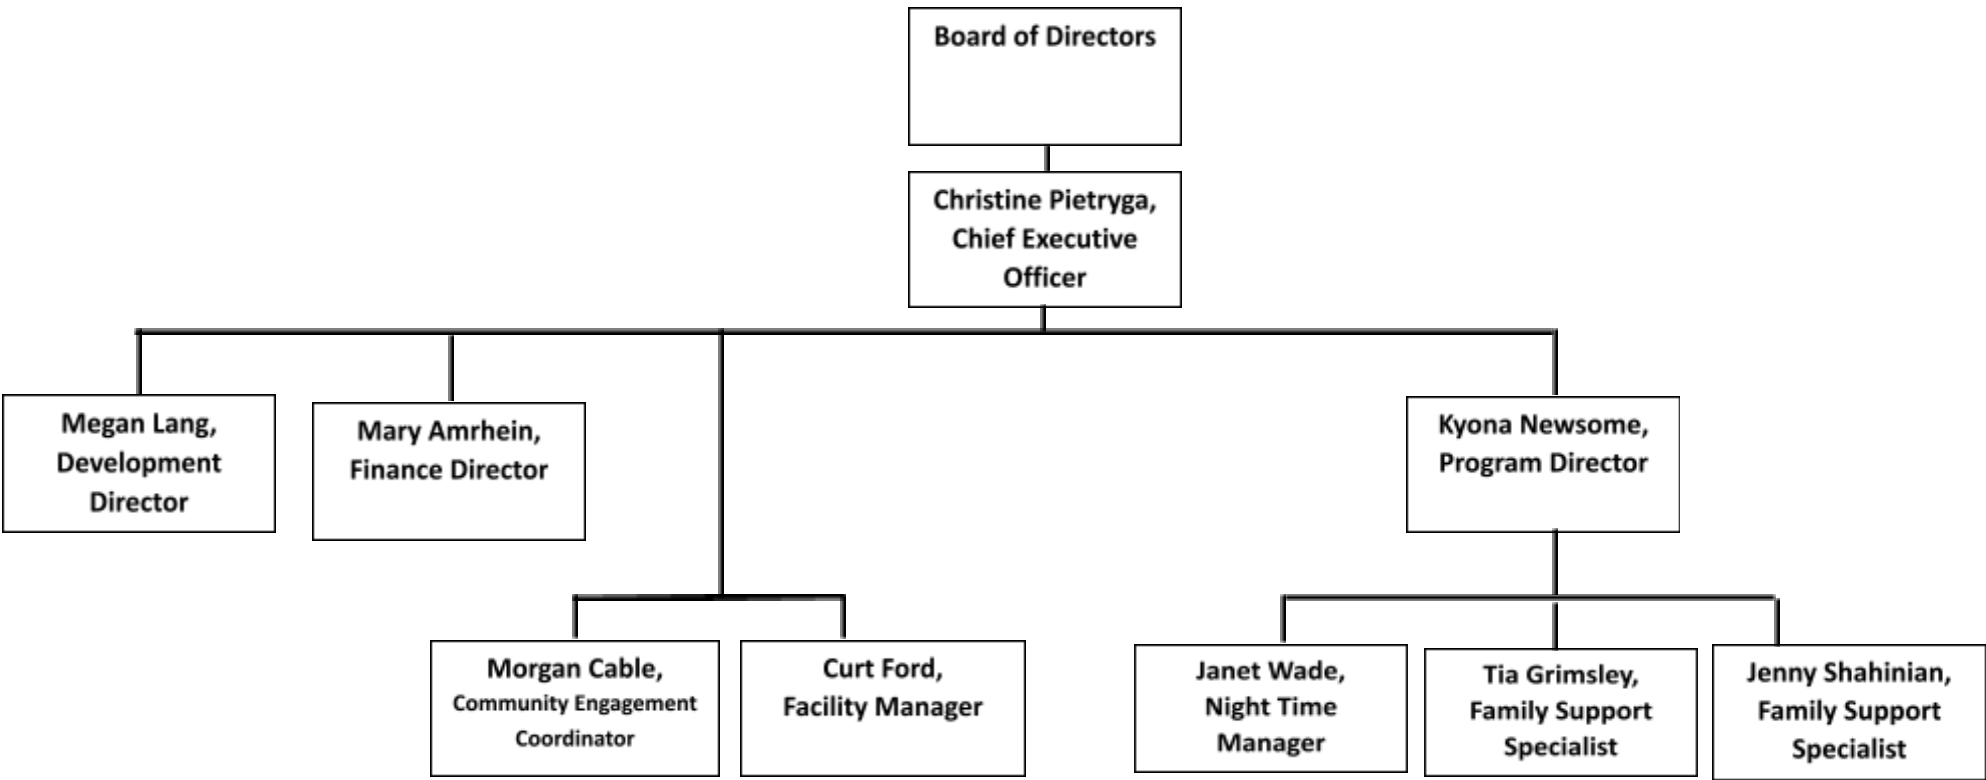 Board of Directors
Christine Pietryga,
Chief Executive
Officer
Megan Lang,
Development
Director
Mary Amrhein,
Finance Director
Kyona Newsome,
Program Director
Morgan Cable,
Community Engagement
Coordinator
Curt Ford,
Facility Manager
Janet Wade,
Night Time
Manager
Tia Grimsley,
Family Support
Specialist
Jenny Shahinian,
Family Support
Specialist